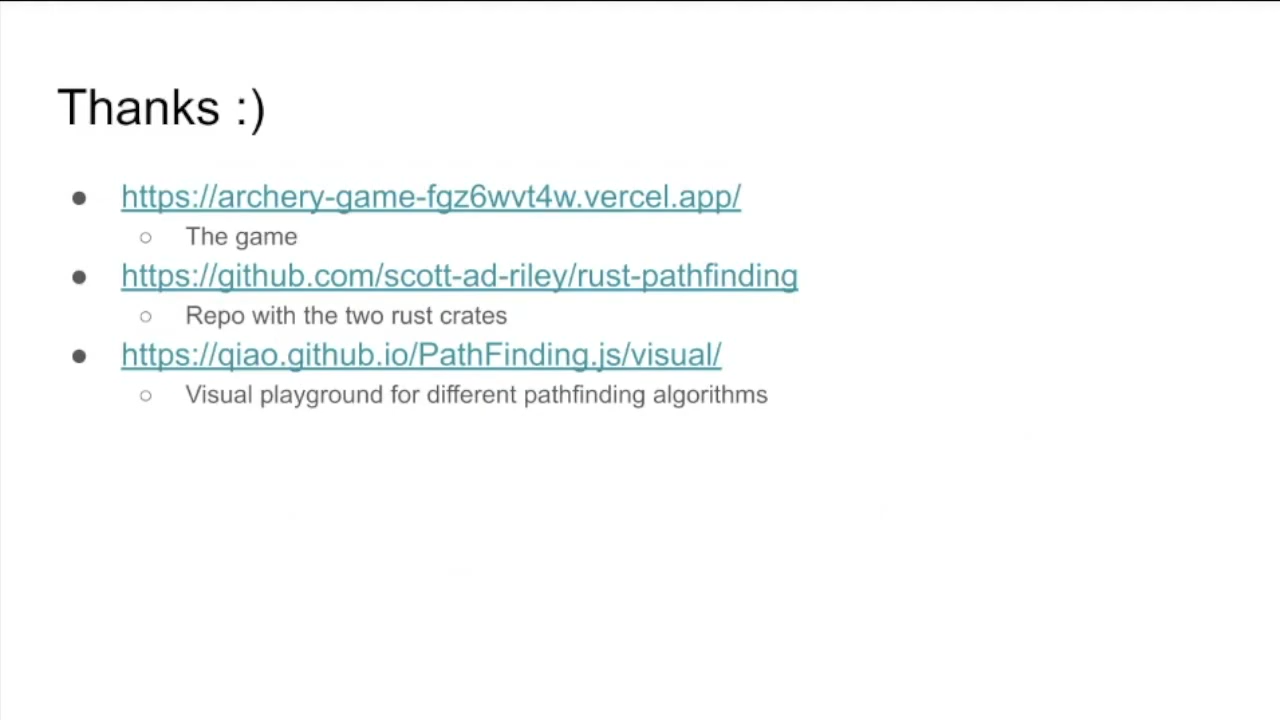 Thanks :)
● https://archery-game-fgz6wvt4w.vercel.app/
○ The game
● https://github.com/scott-ad-riley/rust-pathfinding
○ Repo with the two rust crates
● https://qiao.github.io/PathFinding.js/visual/
○ Visual playground for different pathfinding algorithms